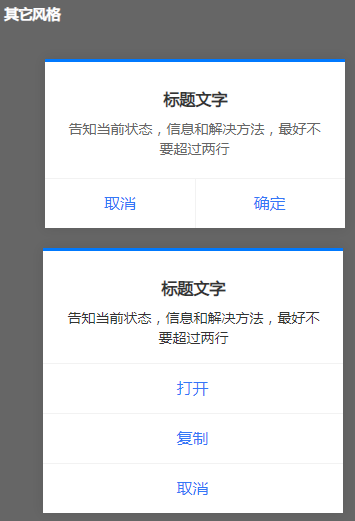 其它风格
标题文字
告知当前状态，信息和解决方法，最好不
要超过两行
取消 确定
标题文字
告知当前状态，信息和解决方法，最好不
要超过两行
打开
复制
取消